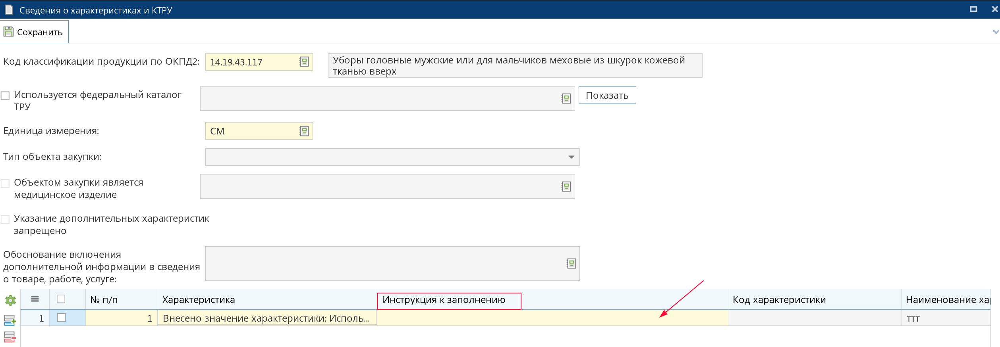 Сведения о характеристиках и КТРУ
Сохранить
Код классификации продукции по ОКПД2:
14.19.43.117
Уборы головные мужские или для мальчиков меховые из шкурок кожевой
тканью вверх
Используется федеральный каталог
ТРУ
Показать
Единица измерения:
СМ
Тип объекта закупки:
Объектом закупки является
медицинское изделие
Указание дополнительных характеристик
запрещено
Обоснование включения
дополнительной информации в сведения
о товаре, работе, услуге:
№ п/п Характеристика Инструкция к заполнению Код характеристики Наименование хар
1 1 Внесено значение характеристики: Исполь... ттт